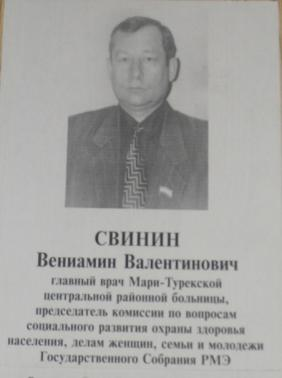 СВИНИН
Вениамин Валентинович
главный врач Мари-Турекской
центральной районной больницы,
председатель комиссии по вопросам
социального развития охраны здоровья
населения, делам женщин, семьи и молодежи
Государственного Собрания РМЭ